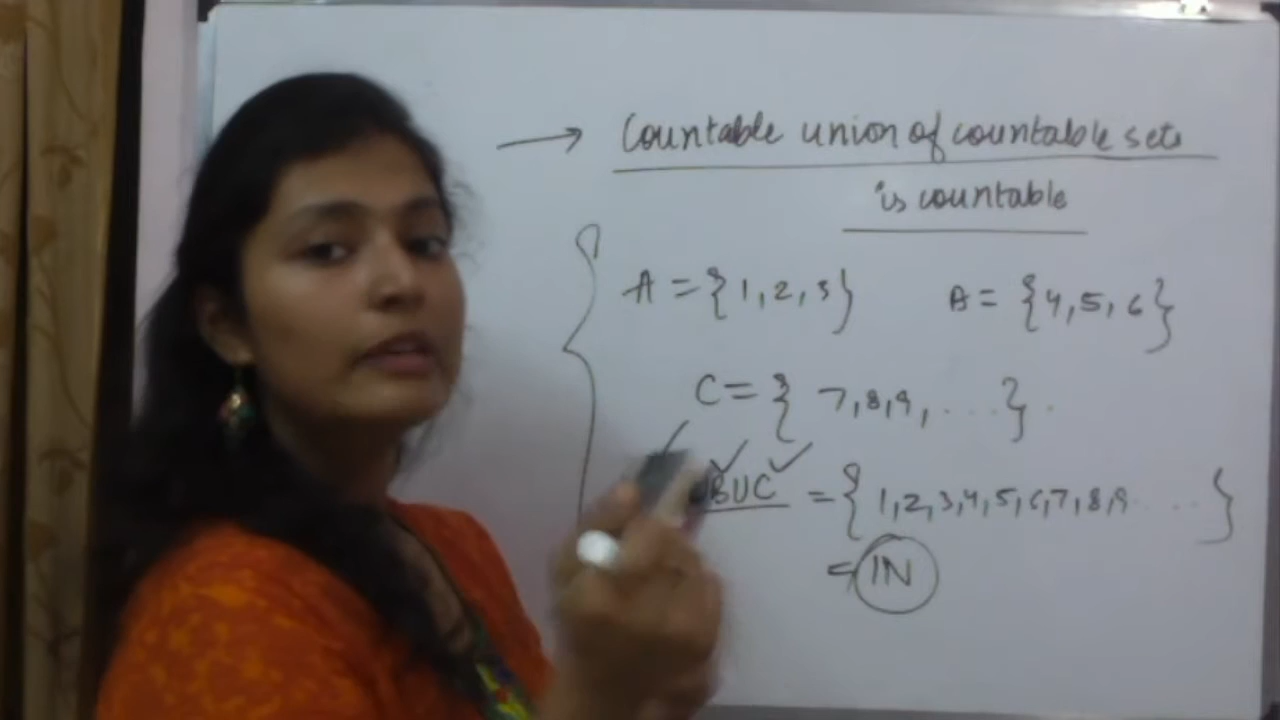 → Countable union of countable sets
is countable
A = {1, 2, 3} B = {4, 5, 6}
C = { 7, 8, 9, .... } .
BUC = { 1, 2, 3, 4, 5, 6, 7, 8, 9 .... }
= IN